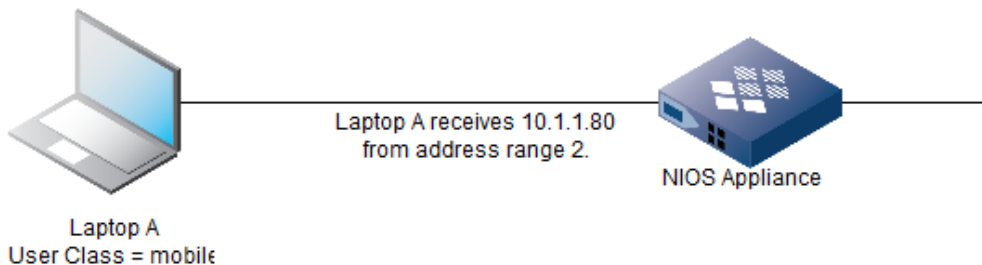 Laptop A receives 10.1.1.80
from address range 2.
NIOS Appliance
Laptop A
User Class = mobile